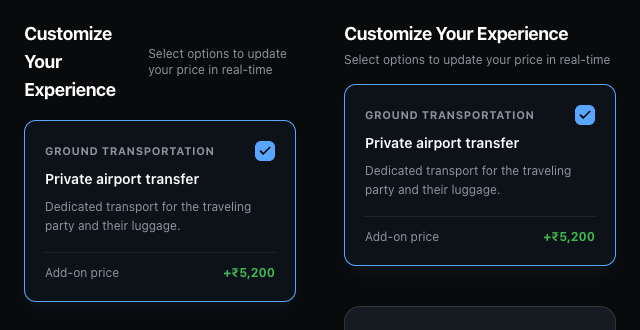 Customize
Your
Experience
Select options to update
your price in real-time
GROUND TRANSPORTATION
Private airport transfer
Dedicated transport for the traveling
party and their luggage.
Add-on price
+₹5,200
Customize Your Experience
Select options to update your price in real-time
GROUND TRANSPORTATION
Private airport transfer
Dedicated transport for the traveling
party and their luggage.
Add-on price
+₹5,200